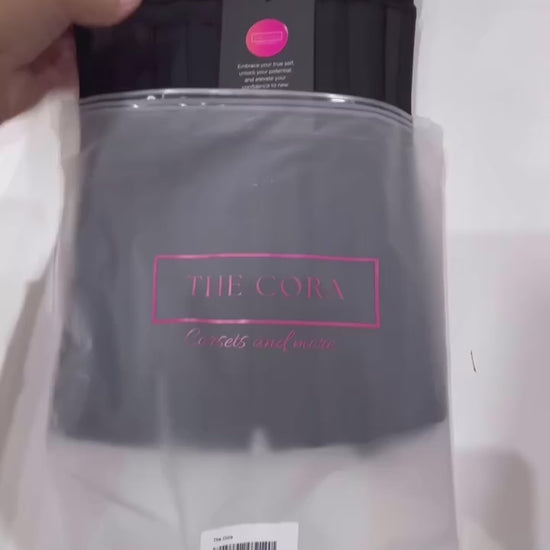 Embrace your true self,
unlock your potential
and elevate your
confidence to new
THE CORA
Corsets and more
The Cora